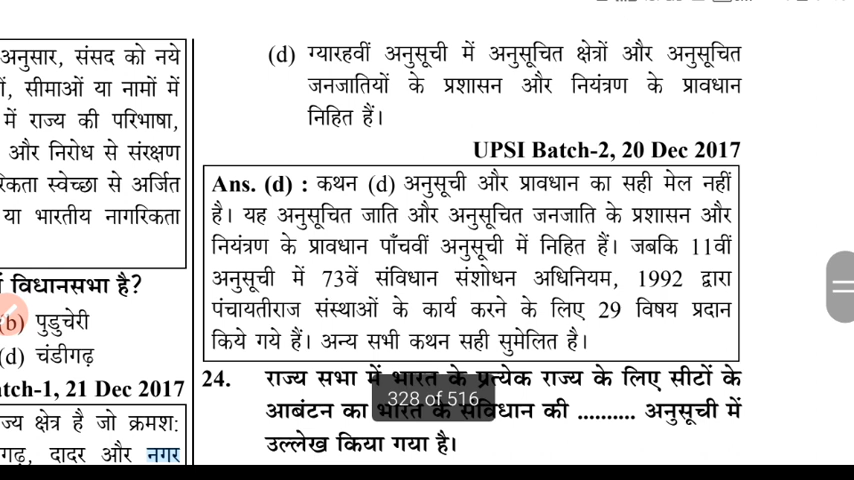 अनुसार, संसद को नये
ों, सीमाओं या नामों में
में राज्य की परिभाषा,
और निरोध से संरक्षण
रिकता स्वेच्छा से अर्जित
या भारतीय नागरिकता
विधानसभा है?
(b) पुडुचेरी
(d) चंडीगढ़
tch-1, 21 Dec 2017
ज्य क्षेत्र है जो क्रमश:
गढ़, दादर और नगर
(d) ग्यारहवीं अनुसूची में अनुसूचित क्षेत्रों और अनुसूचित
जनजातियों के प्रशासन और नियंत्रण के प्रावधान
निहित हैं।
UPSI Batch-2, 20 Dec 2017
Ans. (d) : कथन (d) अनुसूची और प्रावधान का सही मेल नहीं
है। यह अनुसूचित जाति और अनुसूचित जनजाति के प्रशासन और
नियंत्रण के प्रावधान पाँचवीं अनुसूची में निहित हैं। जबकि 11वीं
अनुसूची में 73वें संविधान संशोधन अधिनियम, 1992 द्वारा
पंचायतीराज संस्थाओं के कार्य करने के लिए 29 विषय प्रदान
किये गये हैं। अन्य सभी कथन सही सुमेलित है।
24. राज्य सभा में भारत के प्रत्येक राज्य के लिए सीटों के
आबंटन का भारत के संविधान की .......... अनुसूची में
उल्लेख किया गया है।
328 of 516